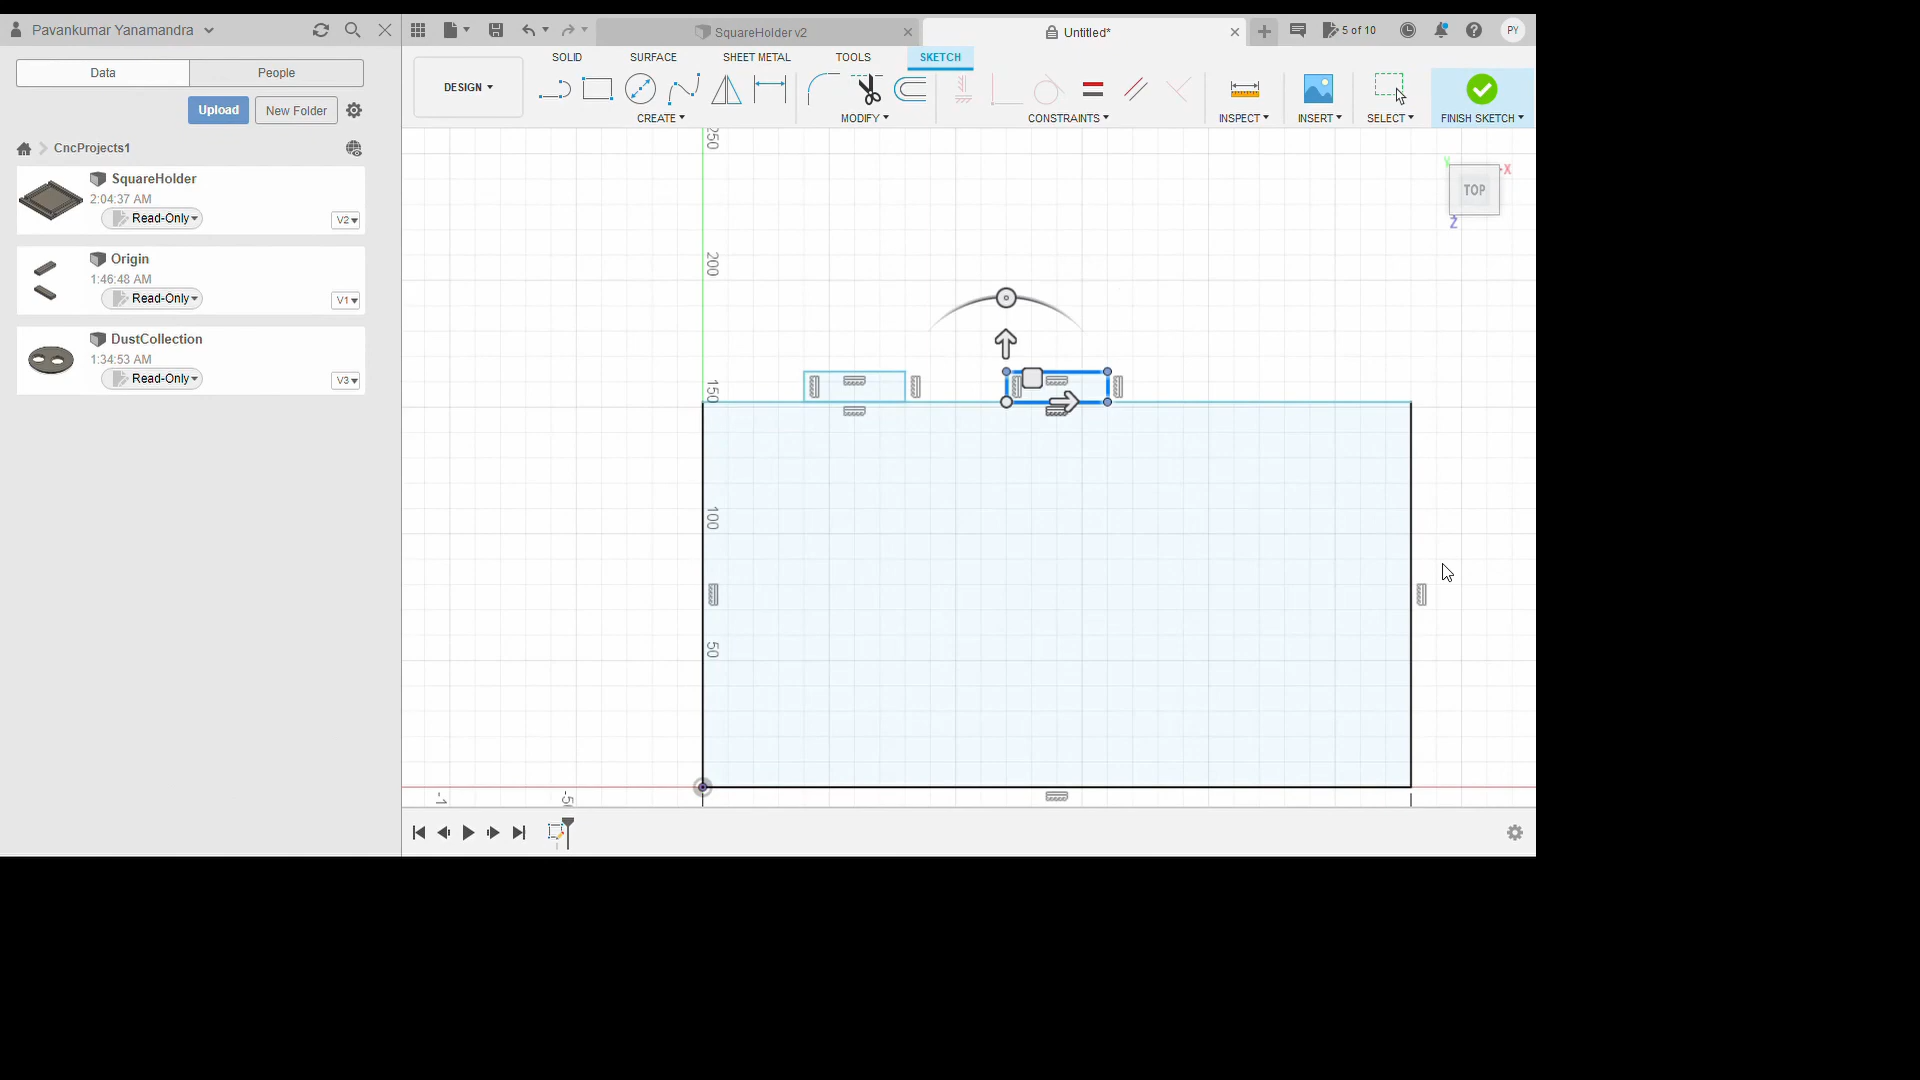 Pavankumar Yanamandra
Data
People
Upload
New Folder
CncProjects1
SquareHolder
2:04:37 AM
Read-Only
V2
Origin
1:46:48 AM
Read-Only
V1
DustCollection
1:34:53 AM
Read-Only
V3
SquareHolder v2
Untitled*
5 of 10
PY
SOLID
SURFACE
SHEET METAL
TOOLS
SKETCH
DESIGN
CREATE
MODIFY
CONSTRAINTS
INSPECT
INSERT
SELECT
FINISH SKETCH
250
200
150
100
50
-5
-1
Y
X
TOP
Z